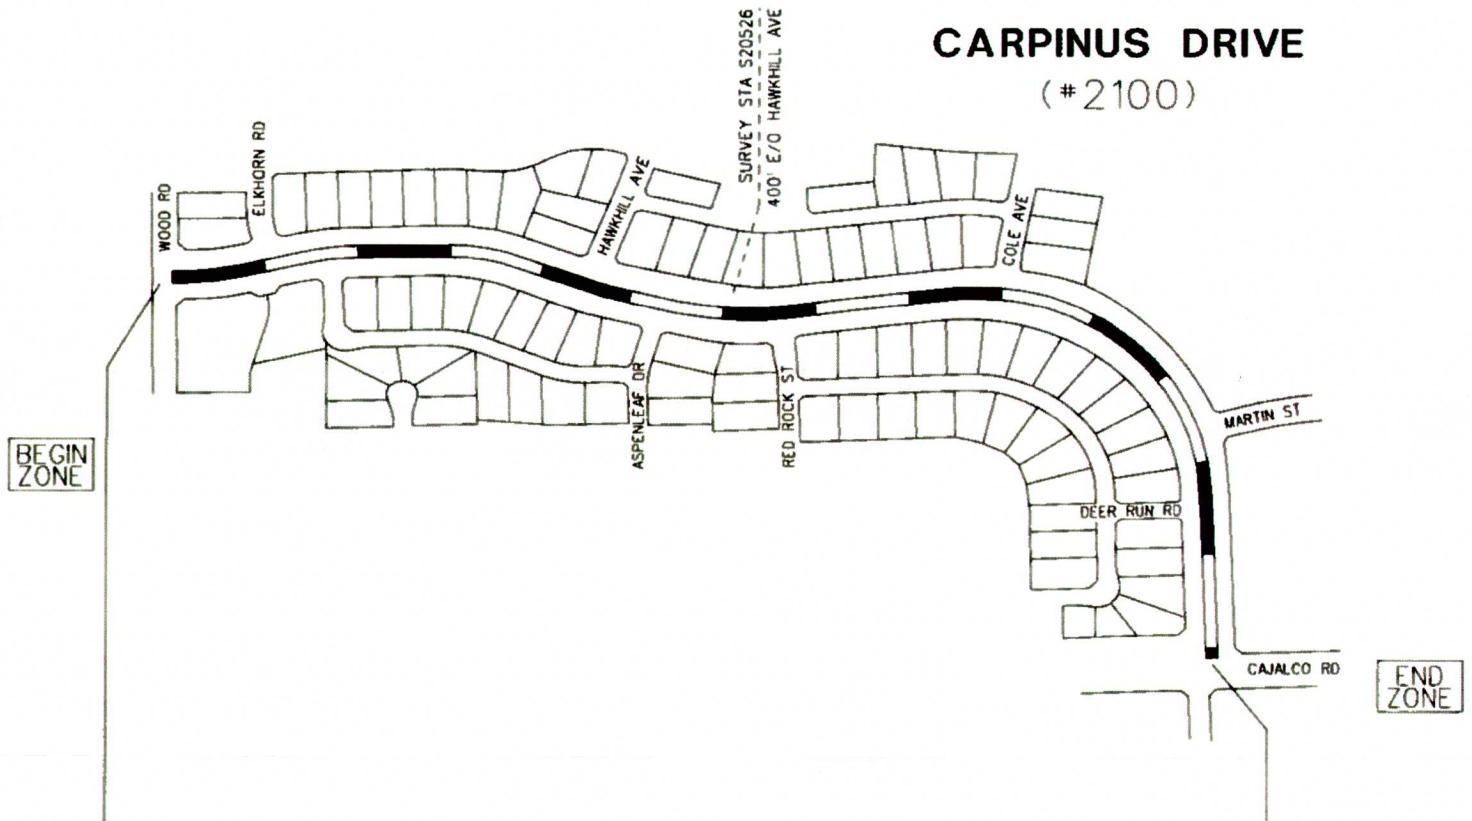 CARPINUS DRIVE
(#2100)
SURVEY STA S20526
400' E/O HAWKHILL AVE
WOOD RD
ELKHORN RD
HAWKHILL AVE
COLE AVE
ASPENLEAF DR
RED ROCK ST
MARTIN ST
DEER RUN RD
CAJALCO RD
BEGIN
ZONE
END
ZONE